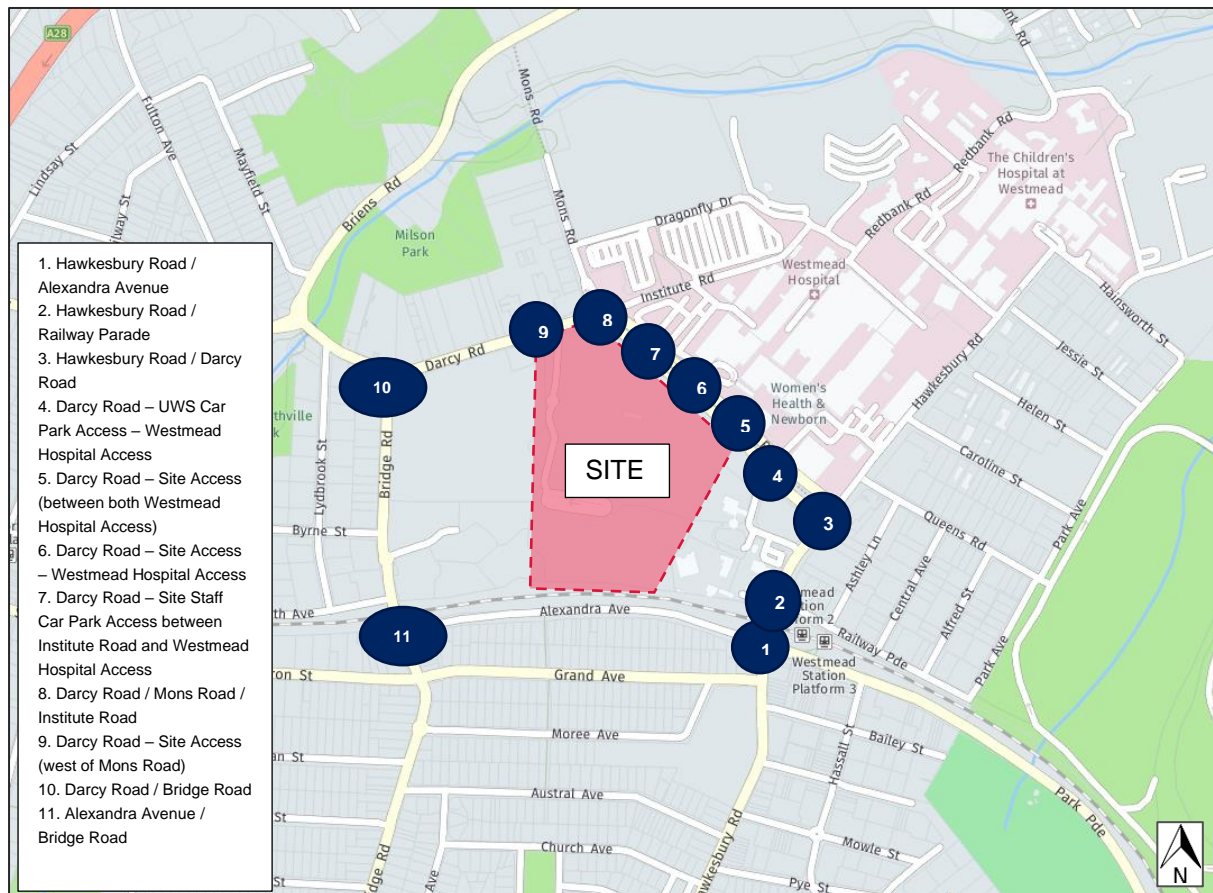 A28
Lindsay St
Fulton Ave
Mayfield St
Briens Rd
Milson
Park
Mons Rd
Mons Rd
Dragonfly Dr
Institute Rd
Redbank Rd
Redbank Rd
The Children's
Hospital at
Westmead
Westmead
Hospital
Hainsworth St
Jessie St
Helen St
Caroline St
Hawkesbury Rd
Women's
Health &
Newborn
Queens Rd
Park Ave
Park Ave
Ashley Ln
Central Ave
Alfred St
Railway Pde
Darcy Rd
Lydbrook St
Bridge Rd
Byrne St
Alexandra Ave
Grand Ave
Westmead
Station
Platform 3
Moree Ave
Austral Ave
Church Ave
Bailey St
Hassall St
Mowle St
Pye St
Park Pde
SITE
1
2
3
4
5
6
7
8
9
10
11
N
1. Hawkesbury Road /
Alexandra Avenue
2. Hawkesbury Road /
Railway Parade
3. Hawkesbury Road / Darcy
Road
4. Darcy Road – UWS Car
Park Access – Westmead
Hospital Access
5. Darcy Road – Site Access
(between both Westmead
Hospital Access)
6. Darcy Road – Site Access
– Westmead Hospital Access
7. Darcy Road – Site Staff
Car Park Access between
Institute Road and Westmead
Hospital Access
8. Darcy Road / Mons Road /
Institute Road
9. Darcy Road – Site Access
(west of Mons Road)
10. Darcy Road / Bridge Road
11. Alexandra Avenue /
Bridge Road